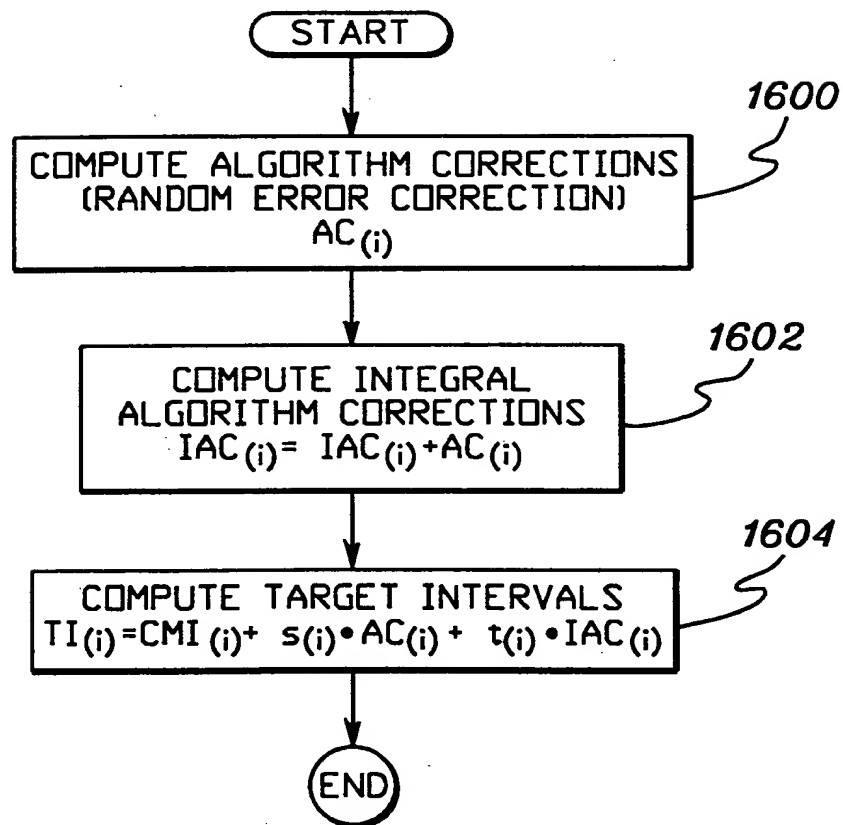 START
1600
COMPUTE ALGORITHM CORRECTIONS
(RANDOM ERROR CORRECTION)
AC(i)
1602
COMPUTE INTEGRAL
ALGORITHM CORRECTIONS
IAC(i)= IAC(i)+AC(i)
1604
COMPUTE TARGET INTERVALS
TI(i)=CMI(i)+ s(i)•AC(i)+ t(i)•IAC(i)
END